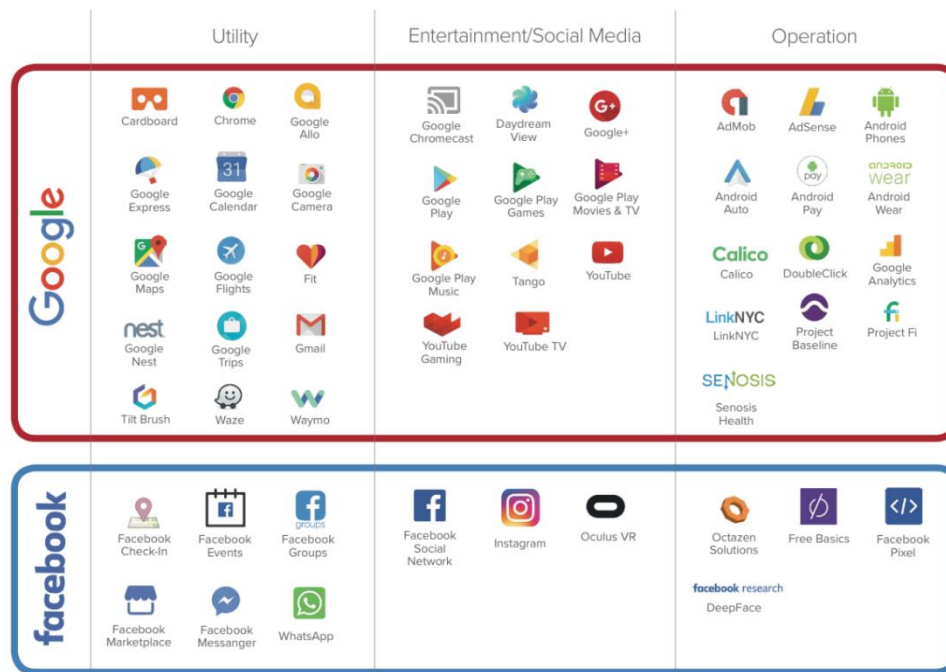 Utility
Entertainment/Social Media
Operation
Google
Cardboard
Chrome
Google
Allo
Google
Chromecast
Daydream
View
G+
Google+
AdMob
AdSense
Android
Phones
Google
Express
31
Google
Calendar
Google
Camera
Google
Play
Google Play
Games
Google Play
Movies & TV
Android
Auto
pay
Android
Pay
ANDROID
wear
Android
Wear
G
Google
Maps
Google
Flights
Fit
Google Play
Music
Tango
YouTube
Calico
Calico
DoubleClick
Google
Analytics
nest
Google
Nest
Google
Trips
Gmail
YouTube
Gaming
YouTube TV
LinkNYC
LinkNYC
Project
Baseline
fi
Project Fi
Tilt Brush
Waze
Waymo
SENOSIS
Senosis
Health
facebook
Facebook
Check-In
Facebook
Events
groups
Facebook
Groups
Facebook
Social
Network
Instagram
Oculus VR
Octazen
Solutions
Free Basics
</>
Facebook
Pixel
Facebook
Marketplace
Facebook
Messanger
WhatsApp
facebook research
DeepFace